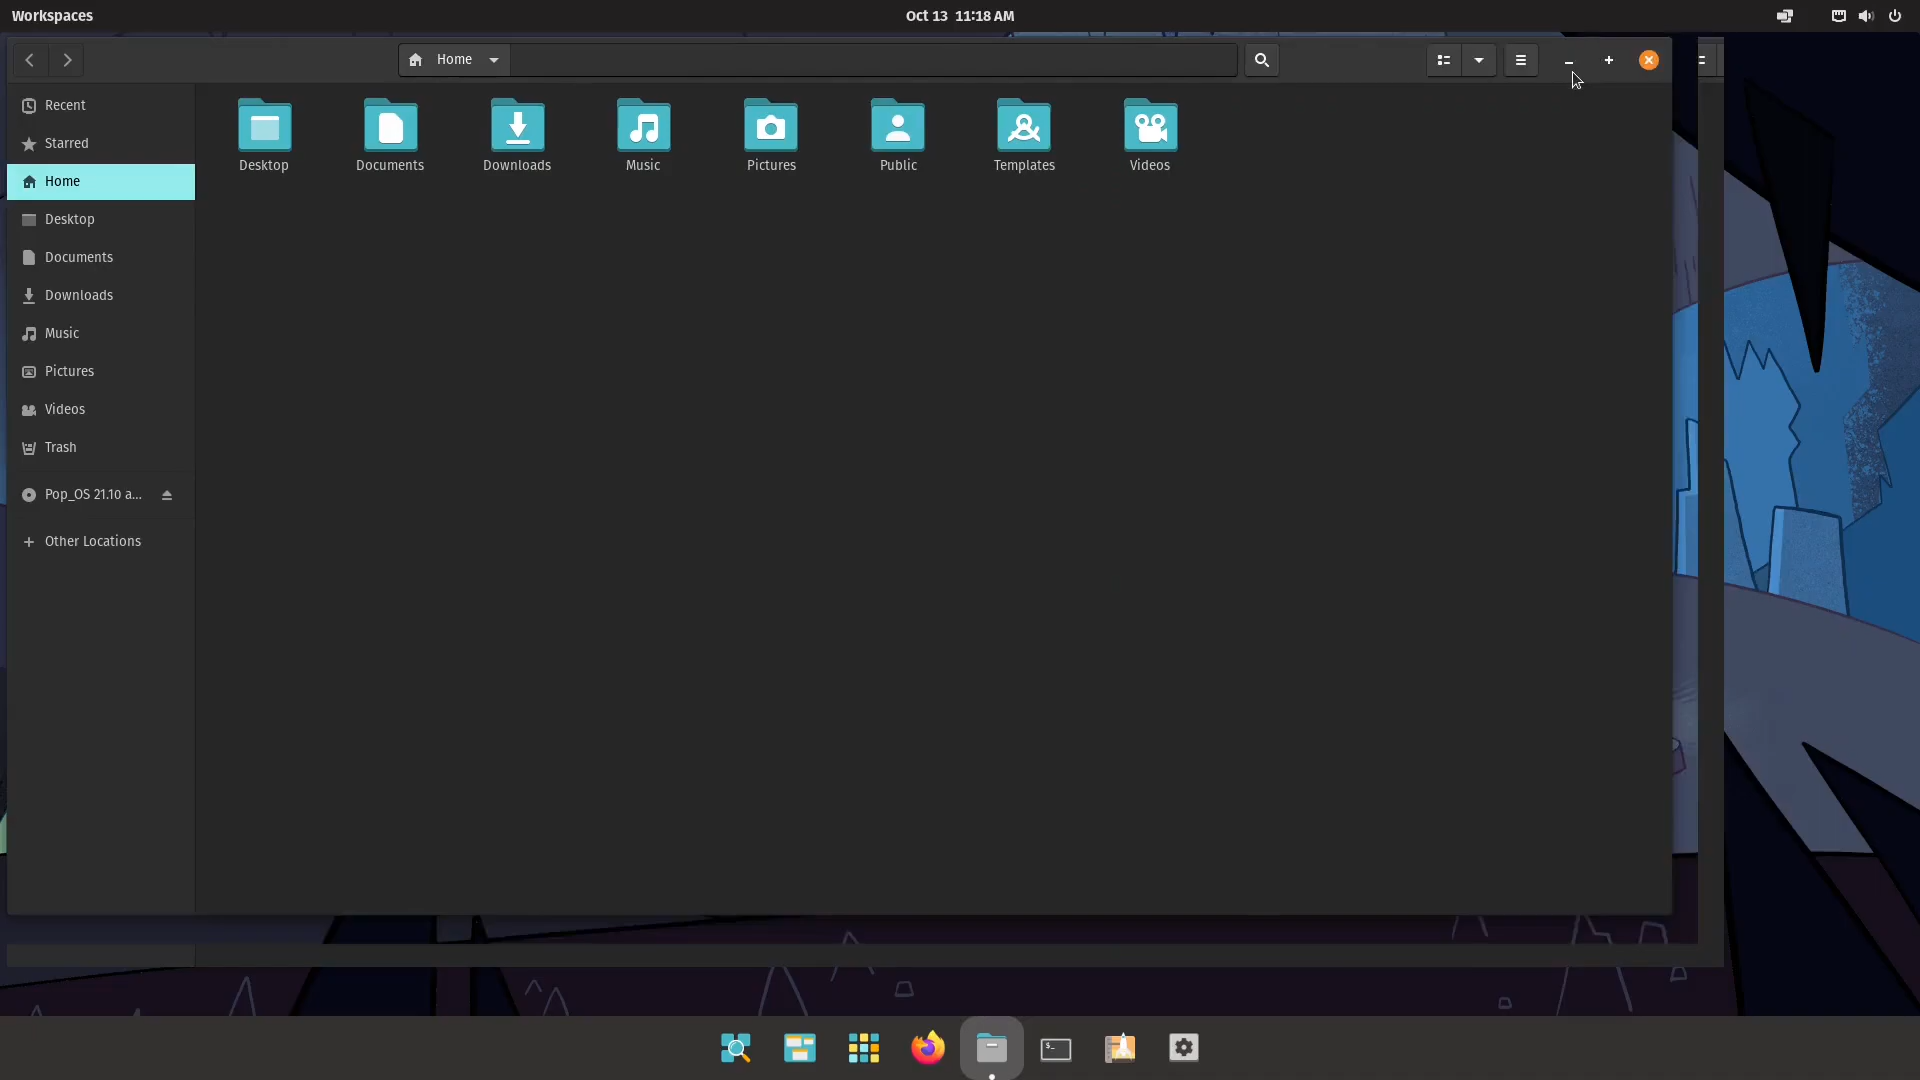 Workspaces
Oct 13 11:18 AM
Home
Recent
Starred
Home
Desktop
Documents
Downloads
Music
Pictures
Videos
Trash
Pop_OS 21.10 a...
Other Locations
Desktop
Documents
Downloads
Music
Pictures
Public
Templates
Videos